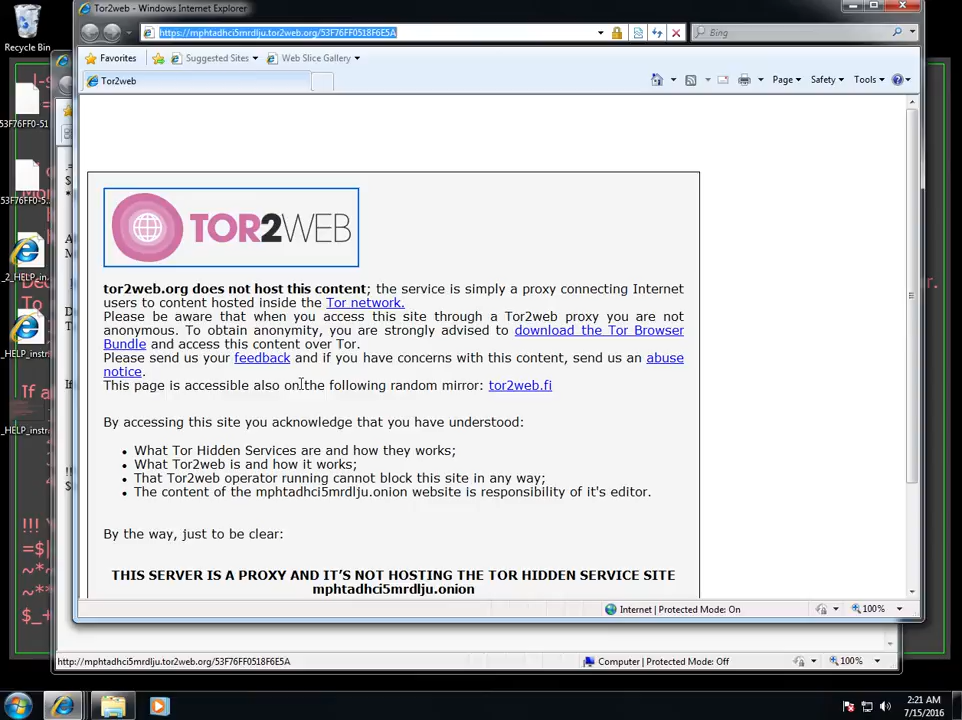 Tor2web - Windows Internet Explorer
Recycle Bin
https://mphtadhci5mrdlju.tor2web.org/53F76FF0518F6E5A
Bing
Favorites
Suggested Sites
Web Slice Gallery
Tor2web
Page
Safety
Tools
TOR2WEB
tor2web.org does not host this content; the service is simply a proxy connecting Internet
users to content hosted inside the Tor network.
Please be aware that when you access this site through a Tor2web proxy you are not
anonymous. To obtain anonymity, you are strongly advised to download the Tor Browser
Bundle and access this content over Tor.
Please send us your feedback and if you have concerns with this content, send us an abuse
notice.
This page is accessible also on the following random mirror: tor2web.fi
By accessing this site you acknowledge that you have understood:
What Tor Hidden Services are and how they works;
What Tor2web is and how it works;
That Tor2web operator running cannot block this site in any way;
The content of the mphtadhci5mrdlju.onion website is responsibility of it's editor.
By the way, just to be clear:
THIS SERVER IS A PROXY AND IT'S NOT HOSTING THE TOR HIDDEN SERVICE SITE
mphtadhci5mrdlju.onion
Internet | Protected Mode: On
100%
http://mphtadhci5mrdlju.tor2web.org/53F76FF0518F6E5A
Computer | Protected Mode: Off
100%
53F76FF0-51
53F76FF0-5...
_2_HELP_in
_HELP_instr
_HELP_instr
If a
!!! Y
=$|
~*~
~**
$_+
2:21 AM
7/15/2016